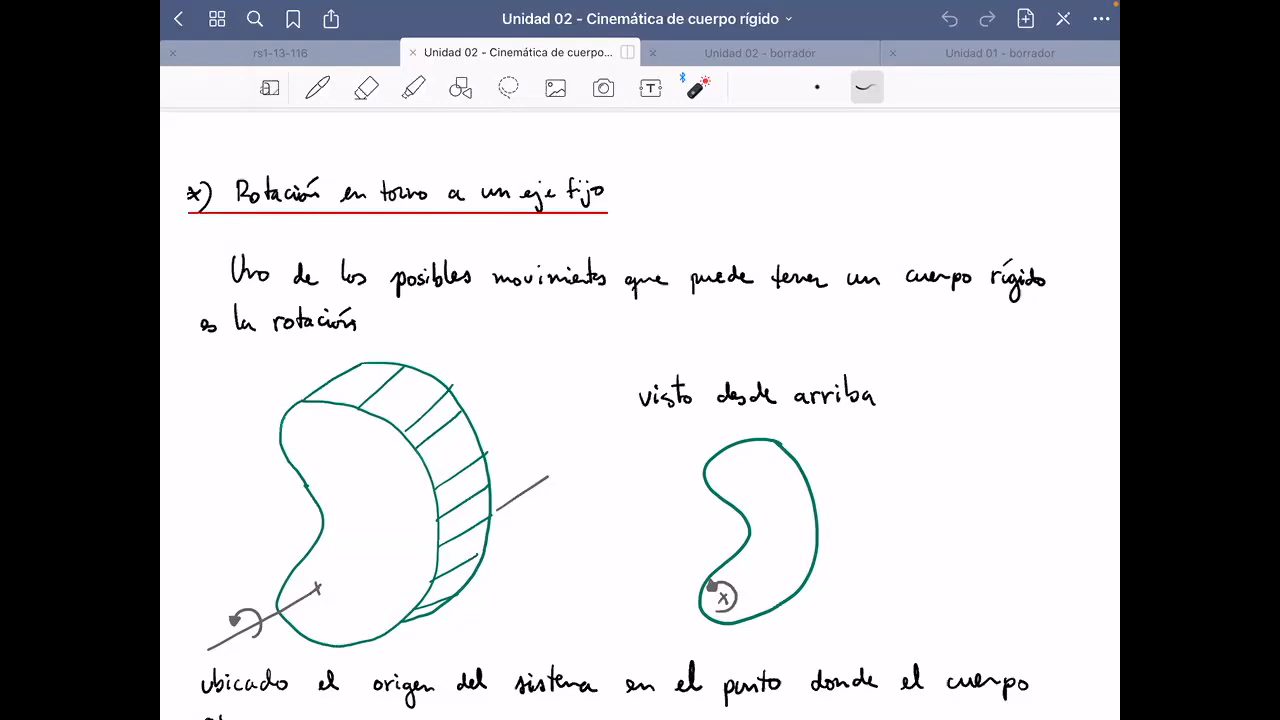 Unidad 02 - Cinemática de cuerpo rígido
rs1-13-116
Unidad 02 - Cinemática de cuerpo...
Unidad 02 - borrador
Unidad 01 - borrador
*) Rotación en torno a un eje fijo
Uno de los posibles movimientos que puede tener un cuerpo rígido
es la rotación
visto desde arriba
x
x
ubicado el origen del sistema en el punto donde el cuerpo